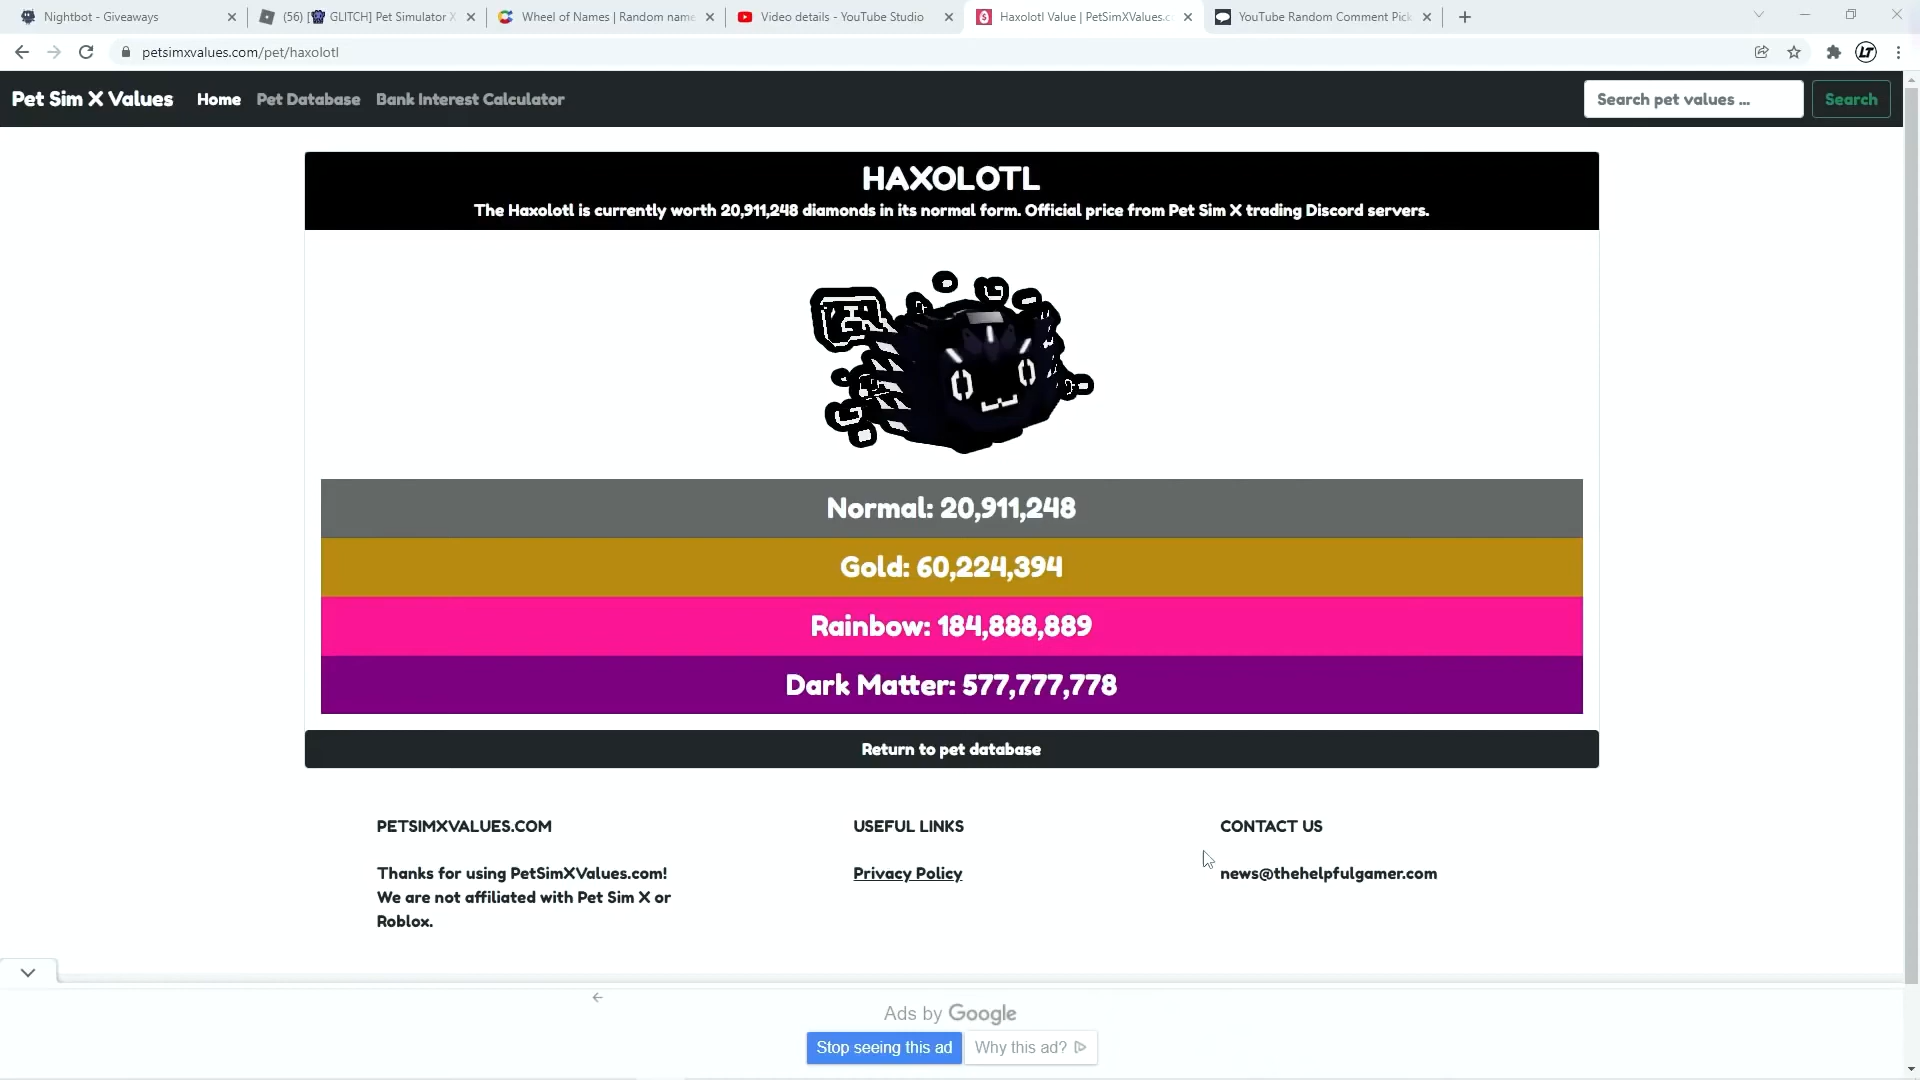 Nightbot - Giveaways
(56) [ GLITCH] Pet Simulator X
Wheel of Names | Random name
Video details - YouTube Studio
Haxolotl Value | PetSimXValues.c
YouTube Random Comment Pick
petsimxvalues.com/pet/haxolotl
LT
Pet Sim X Values
Home
Pet Database
Bank Interest Calculator
Search pet values ...
Search
HAXOLOTL
The Haxolotl is currently worth 20,911,248 diamonds in its normal form. Official price from Pet Sim X trading Discord servers.
Normal: 20,911,248
Gold: 60,224,394
Rainbow: 184,888,889
Dark Matter: 577,777,778
Return to pet database
PETSIMXVALUES.COM
Thanks for using PetSimXValues.com!
We are not affiliated with Pet Sim X or
Roblox.
USEFUL LINKS
Privacy Policy
CONTACT US
news@thehelpfulgamer.com
Ads by Google
Stop seeing this ad
Why this ad?